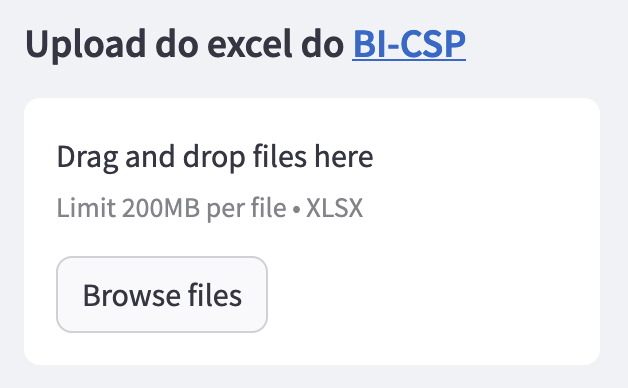 Upload do excel do BI-CSP
Drag and drop files here
Limit 200MB per file • XLSX
Browse files